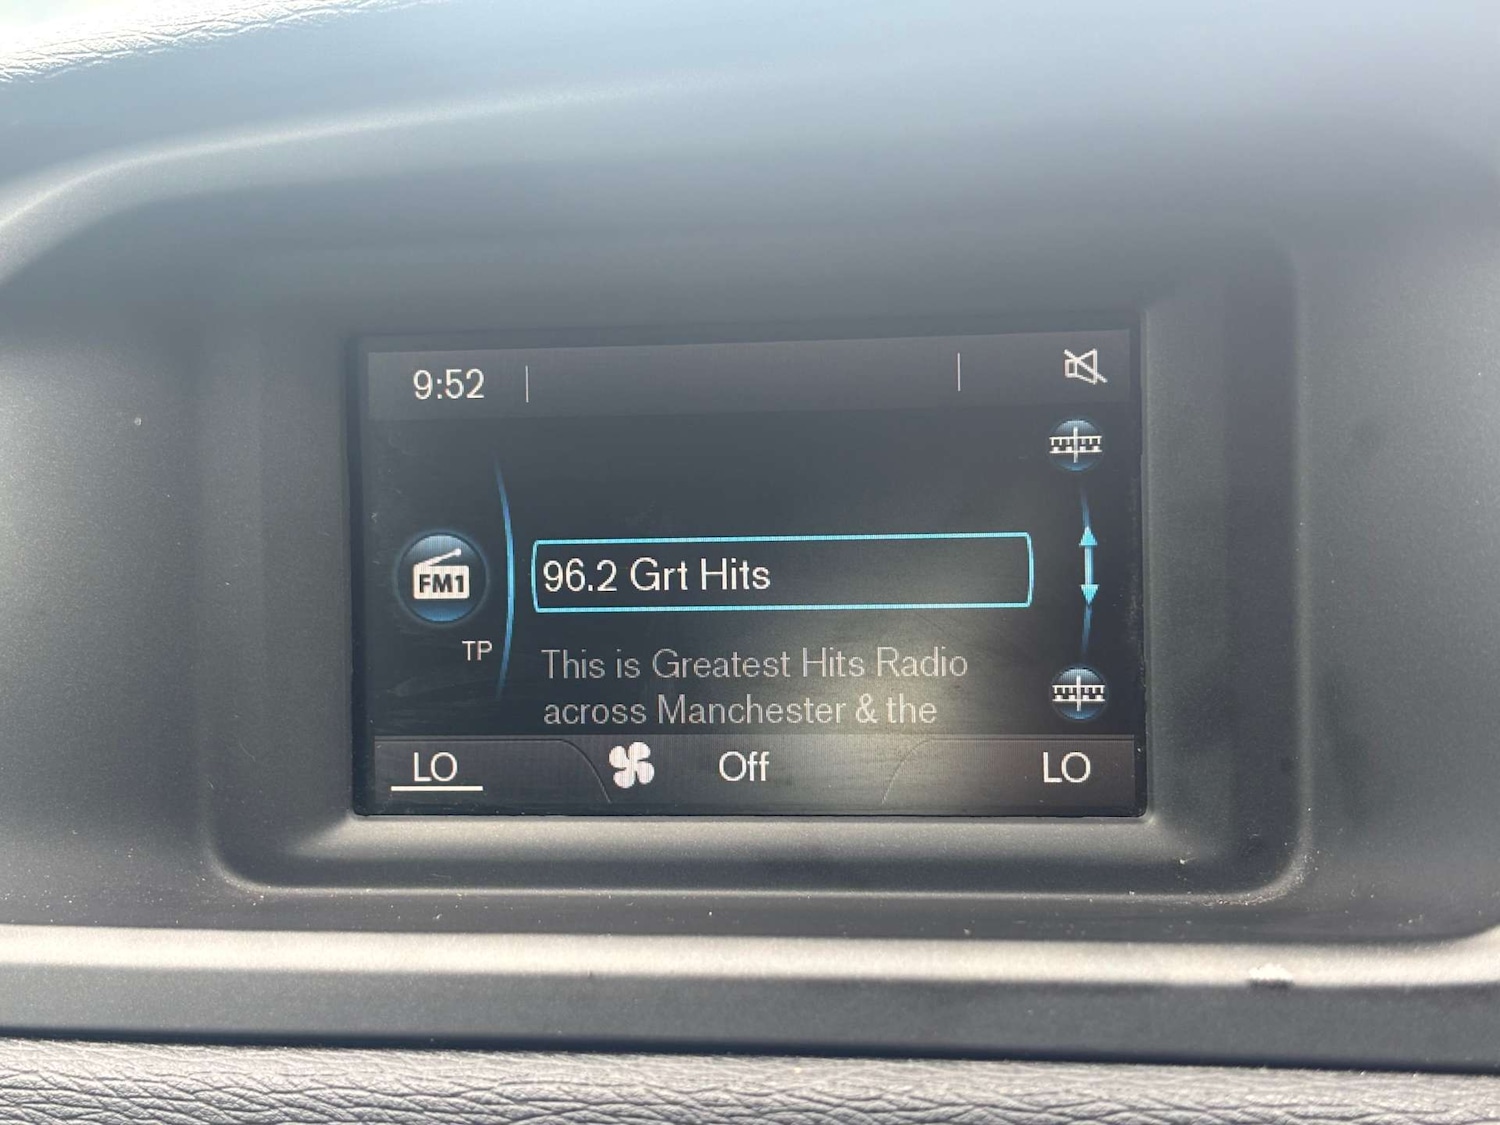 9:52
96.2 Grt Hits
FM1
TP
This is Greatest Hits Radio
across Manchester & the
LO Off LO